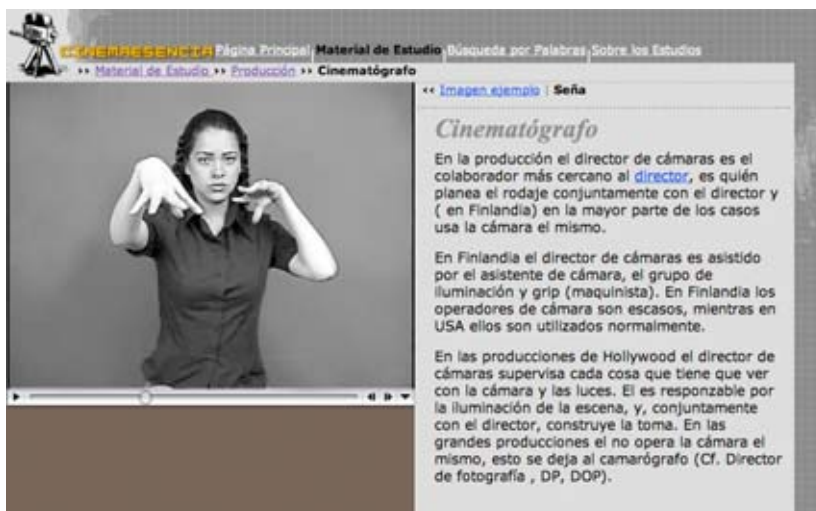 CINEMAESENCIA Página Principal Material de Estudio Búsqueda por Palabras Sobre los Estudios
›› Material de Estudio ›› Producción ›› Cinematógrafo
‹‹ Imagen ejemplo | Seña
Cinematógrafo
En la producción el director de cámaras es el
colaborador más cercano al director, es quién
planea el rodaje conjuntamente con el director y
( en Finlandia) en la mayor parte de los casos
usa la cámara el mismo.
En Finlandia el director de cámaras es asistido
por el asistente de cámara, el grupo de
iluminación y grip (maquinista). En Finlandia los
operadores de cámara son escasos, mientras en
USA ellos son utilizados normalmente.
En las producciones de Hollywood el director de
cámaras supervisa cada cosa que tiene que ver
con la cámara y las luces. El es responzable por
la iluminación de la escena, y, conjuntamente
con el director, construye la toma. En las
grandes producciones el no opera la cámara el
mismo, esto se deja al camarógrafo (Cf. Director
de fotografía , DP, DOP).